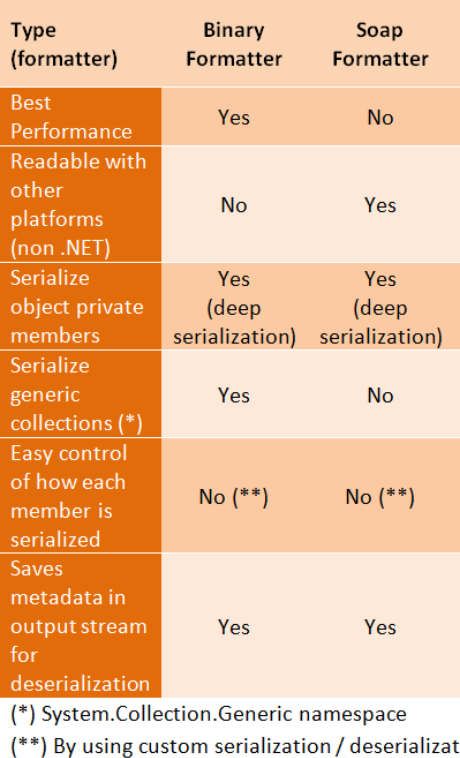 Type (formatter) Binary Formatter Soap Formatter
Best Performance Yes No
Readable with other platforms (non .NET) No Yes
Serialize object private members Yes (deep serialization) Yes (deep serialization)
Serialize generic collections (*) Yes No
Easy control of how each member is serialized No (**) No (**)
Saves metadata in output stream for deserialization Yes Yes
(*) System.Collection.Generic namespace
(**) By using custom serialization / deserializat